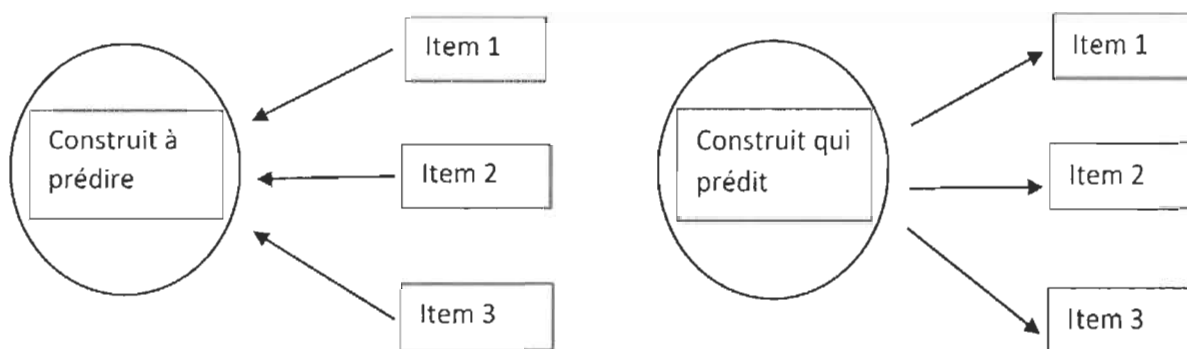 Construit à
prédire
Item 1
Item 2
Item 3
Construit qui
prédit
Item 1
Item 2
Item 3